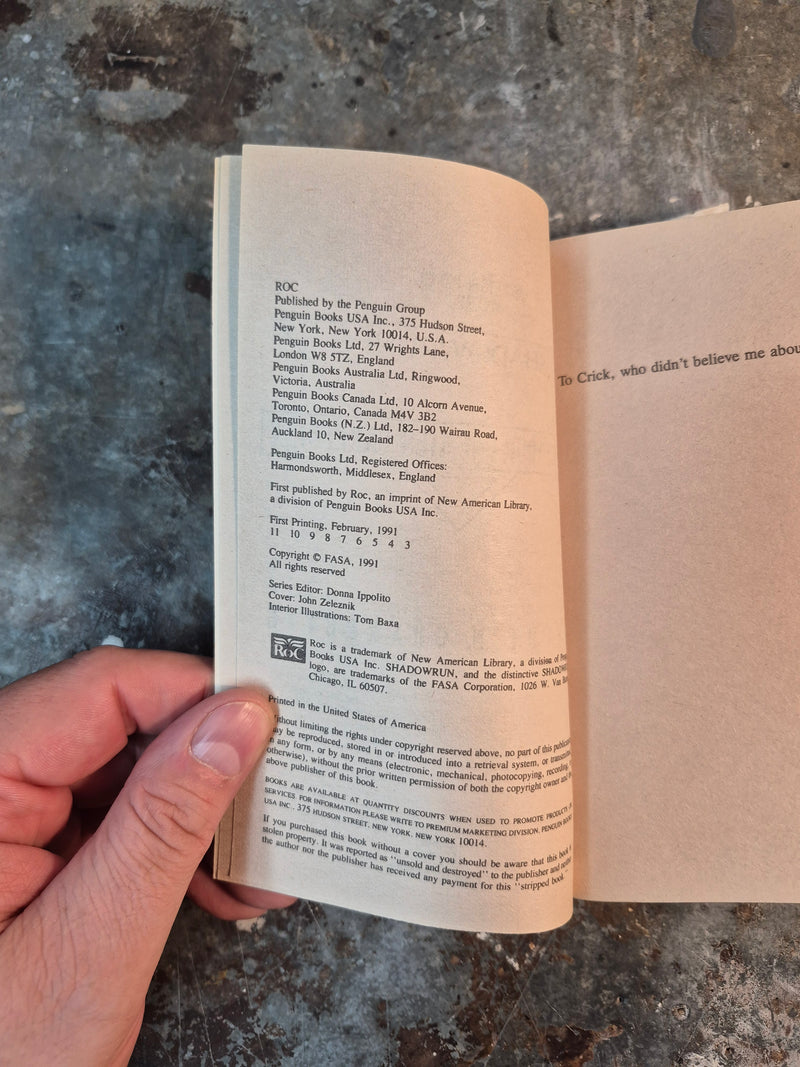 ROC
Published by the Penguin Group
Penguin Books USA Inc., 375 Hudson Street,
New York, New York 10014, U.S.A.
Penguin Books Ltd, 27 Wrights Lane,
London W8 5TZ, England
Penguin Books Australia Ltd, Ringwood,
Victoria, Australia
Penguin Books Canada Ltd, 10 Alcorn Avenue,
Toronto, Ontario, Canada M4V 3B2
Penguin Books (N.Z.) Ltd, 182–190 Wairau Road,
Auckland 10, New Zealand
Penguin Books Ltd, Registered Offices:
Harmondsworth, Middlesex, England
First published by Roc, an imprint of New American Library,
a division of Penguin Books USA Inc.
First Printing, February, 1991
11 10 9 8 7 6 5 4 3
Copyright © FASA, 1991
All rights reserved
Series Editor: Donna Ippolito
Cover: John Zeleznik
Interior Illustrations: Tom Baxa
ROC
Roc is a trademark of New American Library, a division of
Books USA Inc. SHADOWRUN, and the distinctive
logo, are trademarks of the FASA Corporation, 1026 W. Van
Chicago, IL 60507.
Printed in the United States of America
limiting the rights under copyright reserved above, no part of this
be reproduced, stored in or introduced into a retrieval system, or
any form, or by any means (electronic, mechanical, photocopying, recording,
otherwise), without the prior written permission of both the copyright owner and
above publisher of this book.
BOOKS ARE AVAILABLE AT QUANTITY DISCOUNTS WHEN USED TO PROMOTE PRODUCTS
SERVICES FOR INFORMATION PLEASE WRITE TO PREMIUM MARKETING DIVISION, PENGUIN
USA INC., 375 HUDSON STREET, NEW YORK, NEW YORK 10014.
If you purchased this book without a cover you should be aware that this book
stolen property. It was reported as "unsold and destroyed" to the publisher and
the author nor the publisher has received any payment for this "stripped book."
To Crick, who didn't believe me